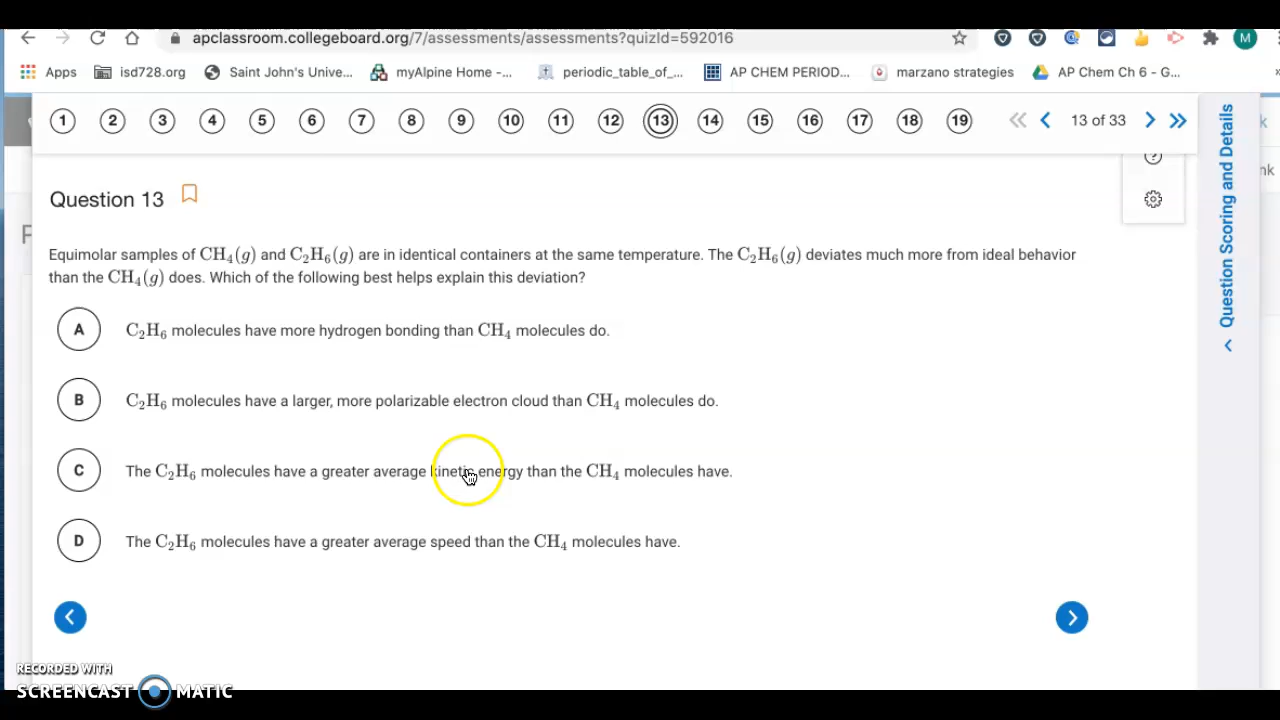 apclassroom.collegeboard.org/7/assessments/assessments?quizId=592016
M
Apps isd728.org Saint John's Unive... myAlpine Home -... periodic_table_of_... AP CHEM PERIOD... marzano strategies AP Chem Ch 6 - G...
1 2 3 4 5 6 7 8 9 10 11 12 13 14 15 16 17 18 19 13 of 33
Question Scoring and Details
nk
Question 13
Equimolar samples of CH₄(g) and C₂H₆(g) are in identical containers at the same temperature. The C₂H₆(g) deviates much more from ideal behavior
than the CH₄(g) does. Which of the following best helps explain this deviation?
A C₂H₆ molecules have more hydrogen bonding than CH₄ molecules do.
B C₂H₆ molecules have a larger, more polarizable electron cloud than CH₄ molecules do.
C The C₂H₆ molecules have a greater average kinetic energy than the CH₄ molecules have.
D The C₂H₆ molecules have a greater average speed than the CH₄ molecules have.
RECORDED WITH
SCREENCAST MATIC